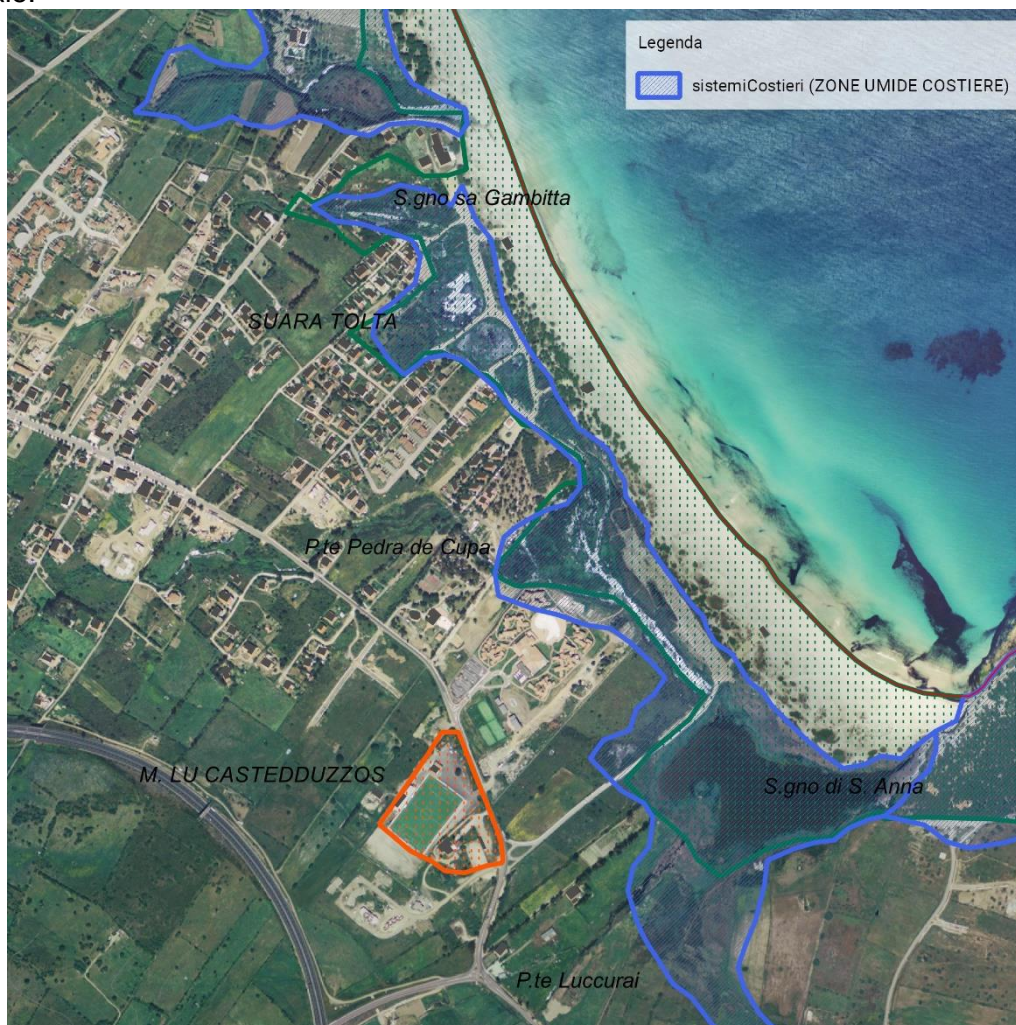 Legenda
sistemiCostieri (ZONE UMIDE COSTIERE)
S.gno sa Gambitta
SUARA TOLTA
P.te Pedra de Cupa
M. LU CASTEDDUZZOS
S.gno di S. Anna
P.te Luccurai